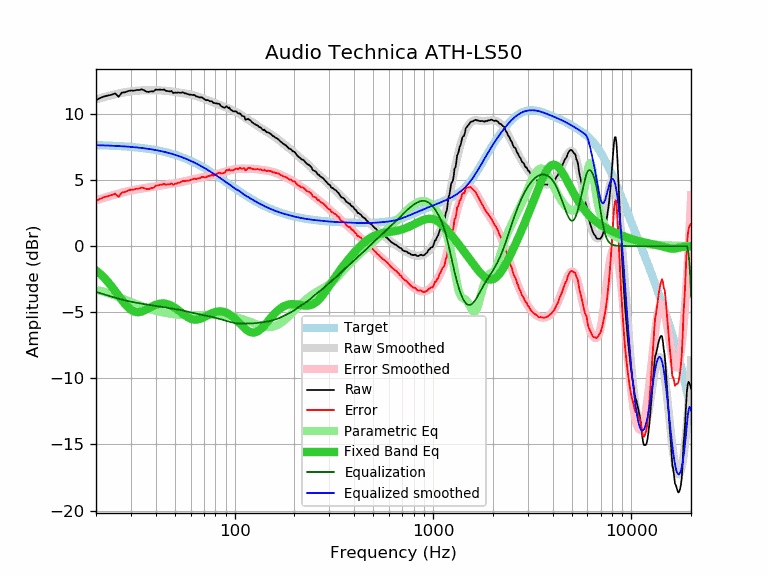 Audio Technica ATH-LS50
Amplitude (dBr)
10
5
0
−5
−10
−15
−20
Target
Raw Smoothed
Error Smoothed
Raw
Error
Parametric Eq
Fixed Band Eq
Equalization
Equalized smoothed
100
1000
10000
Frequency (Hz)